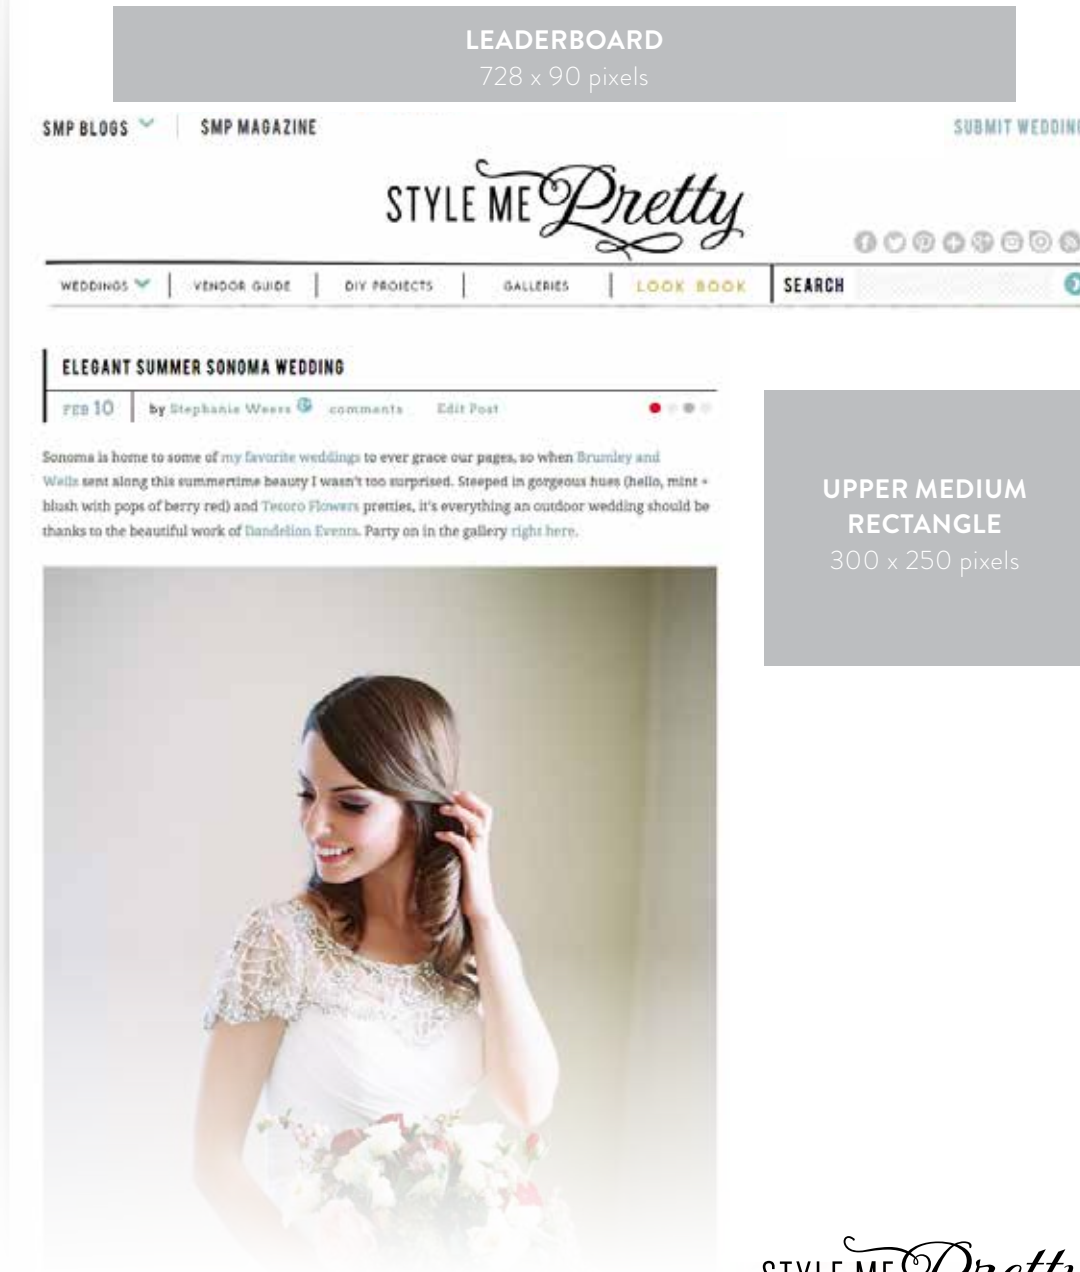 LEADERBOARD
728 x 90 pixels
SMP BLOGS
SMP MAGAZINE
SUBMIT WEDDING
STYLE ME Pretty
WEDDINGS
VENDOR GUIDE
DIY PROJECTS
GALLERIES
LOOK BOOK
SEARCH
ELEGANT SUMMER SONOMA WEDDING
FEB 10
by Stephanie Weers
comments
Edit Post
Sonoma is home to some of my favorite weddings to ever grace our pages, so when Brumley and
Wells sent along this summertime beauty I wasn't too surprised. Steeped in gorgeous hues (hello, mint +
blush with pops of berry red) and Tesoro Flowers pretties, it's everything an outdoor wedding should be
thanks to the beautiful work of Dandelion Events. Party on in the gallery right here.
UPPER MEDIUM
RECTANGLE
300 x 250 pixels
STYLE ME Pretty